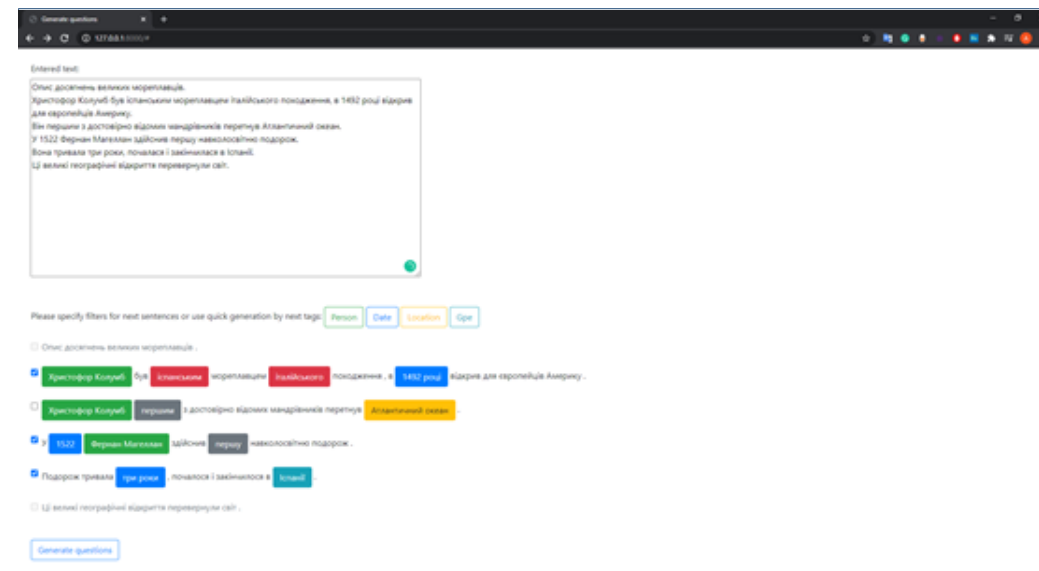 Generate questions
127.0.0.1:8000/#
Entered text:
Опис досягнень великих мореплавців.
Христофор Колумб був іспанським мореплавцем італійського походження, в 1492 році відкрив
для європейців Америку.
Він першим з достовірно відомих мандрівників перетнув Атлантичний океан.
У 1522 Фернан Магеллан здійснив першу навколосвітню подорож.
Вона тривала три роки, почалася і закінчилася в Іспанії.
Ці великі географічні відкриття перевернули світ.
Please specify filters for next sentences or use quick generation by next tags: Person Date Location Gpe
Опис досягнень великих мореплавців .
Христофор Колумб був іспанським мореплавцем італійського походження , в 1492 році відкрив для європейців Америку .
Христофор Колумб першим з достовірно відомих мандрівників перетнув Атлантичний океан .
У 1522 Фернан Магеллан здійснив першу навколосвітню подорож .
Подорож тривала три роки , почалося і закінчилося в Іспанії .
Ці великі географічні відкриття перевернули світ .
Generate questions